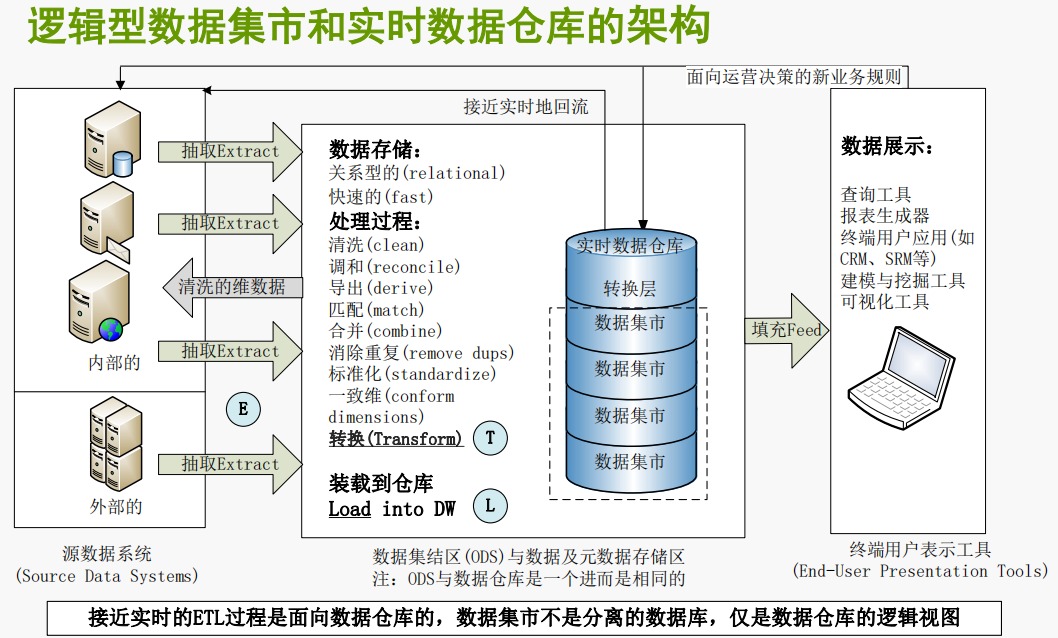 逻辑型数据集市和实时数据仓库的架构
面向运营决策的新业务规则
接近实时地回流
抽取Extract
抽取Extract
清洗的维数据
内部的
抽取Extract
E
抽取Extract
外部的
源数据系统
(Source Data Systems)
数据存储：
关系型的(relational)
快速的(fast)
处理过程：
清洗(clean)
调和(reconcile)
导出(derive)
匹配(match)
合并(combine)
消除重复(remove dups)
标准化(standardize)
一致维(conform
dimensions)
转换(Transform)
T
装载到仓库
Load into DW
L
实时数据仓库
转换层
数据集市
数据集市
数据集市
数据集市
数据集结区(ODS)与数据及元数据存储区
注：ODS与数据仓库是一个进而是相同的
填充Feed
数据展示：
查询工具
报表生成器
终端用户应用(如
CRM、SRM等)
建模与挖掘工具
可视化工具
终端用户表示工具
(End-User Presentation Tools)
接近实时的ETL过程是面向数据仓库的，数据集市不是分离的数据库，仅是数据仓库的逻辑视图